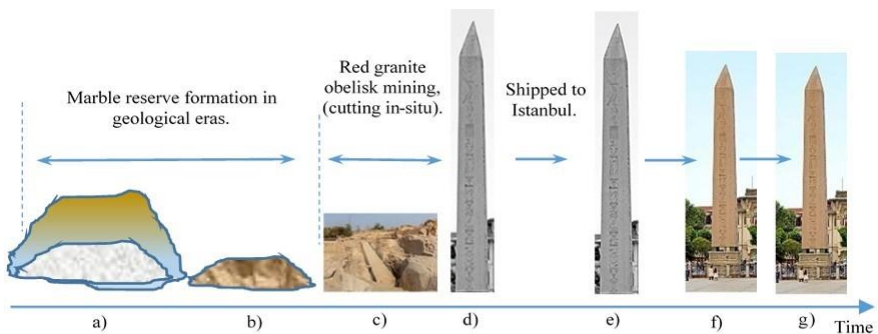 Marble reserve formation in
geological eras.
Red granite
obelisk mining,
(cutting in-situ).
Shipped to
Istanbul.
a)
b)
c)
d)
e)
f)
g)
Time